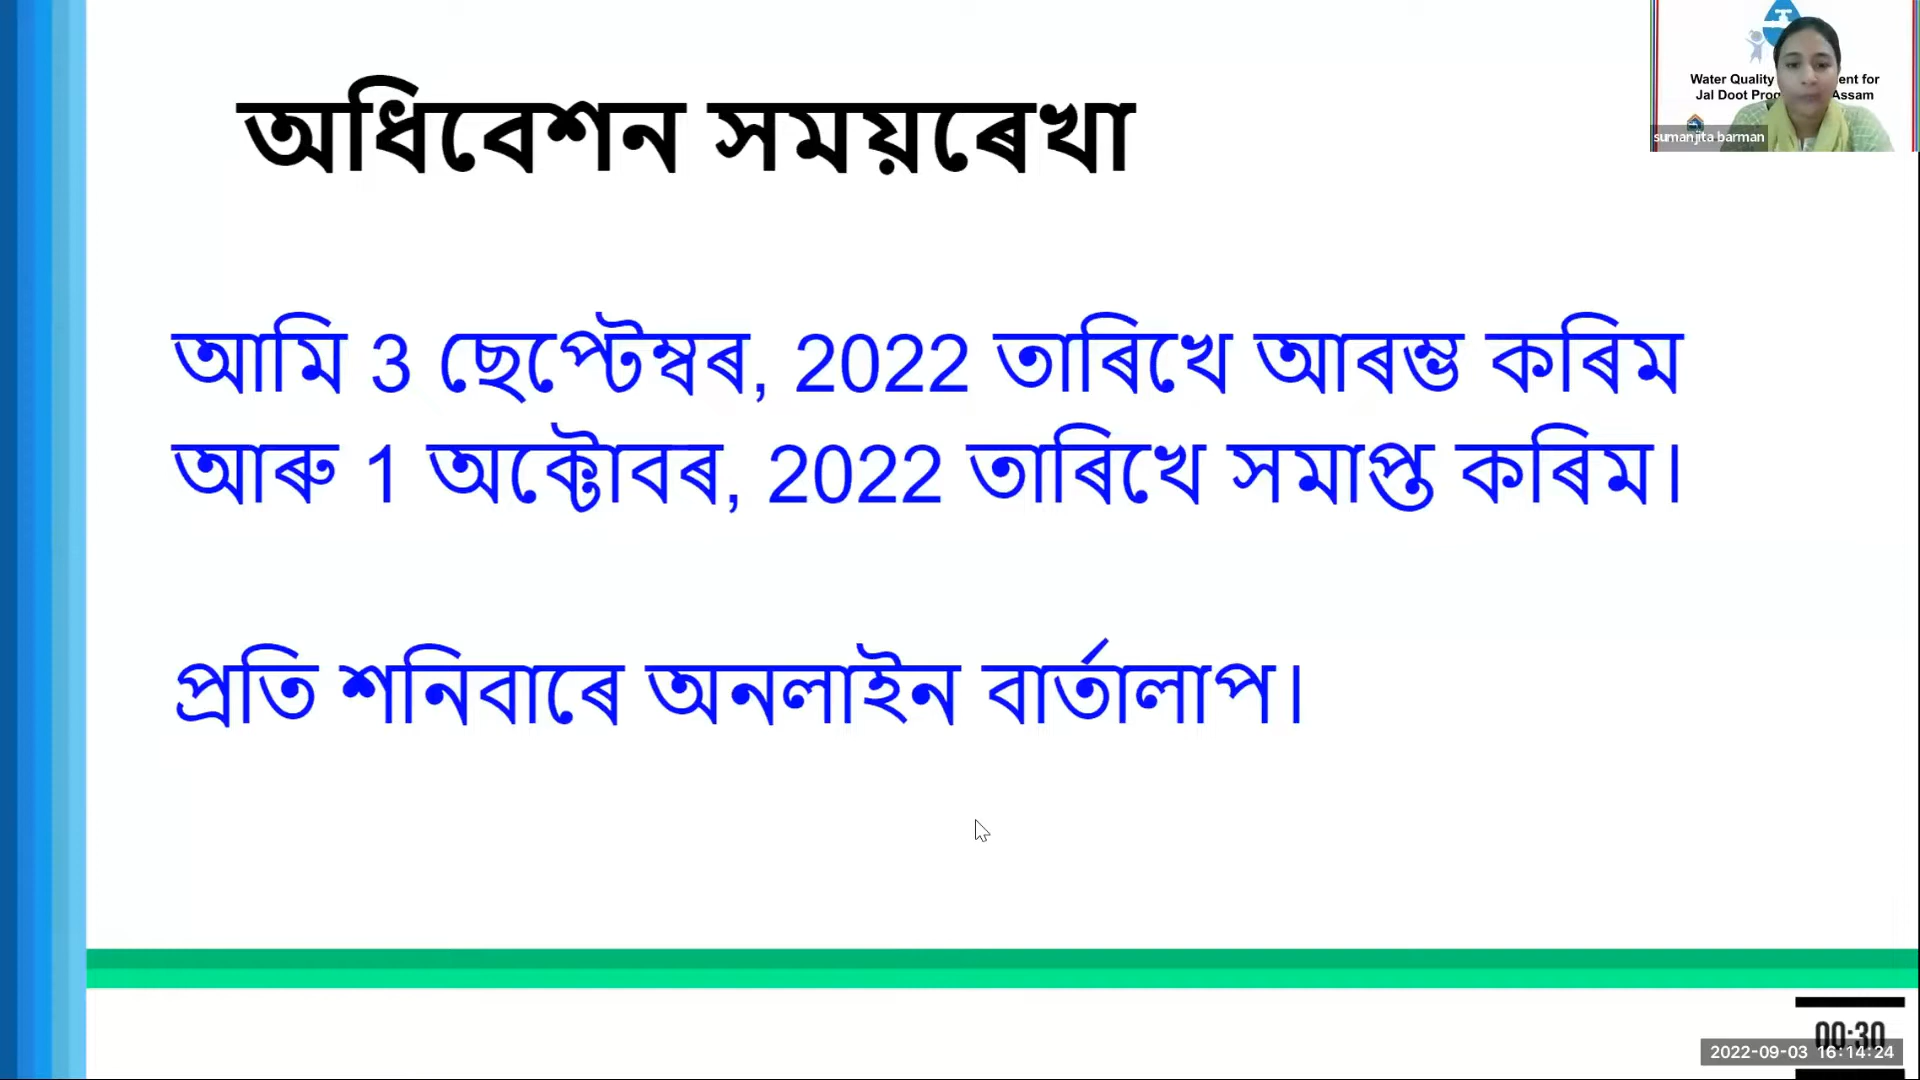 অধিবেশন সময়ৰেখা
Water Quality
ent for
Jal Doot Prog
Assam
sumanjita barman
আমি 3 ছেপ্টেম্বৰ, 2022 তাৰিখে আৰম্ভ কৰিম
আৰু 1 অক্টোবৰ, 2022 তাৰিখে সমাপ্ত কৰিম।
প্ৰতি শনিবাৰে অনলাইন বাৰ্তালাপ।
00:30
2022-09-03 16:14:24